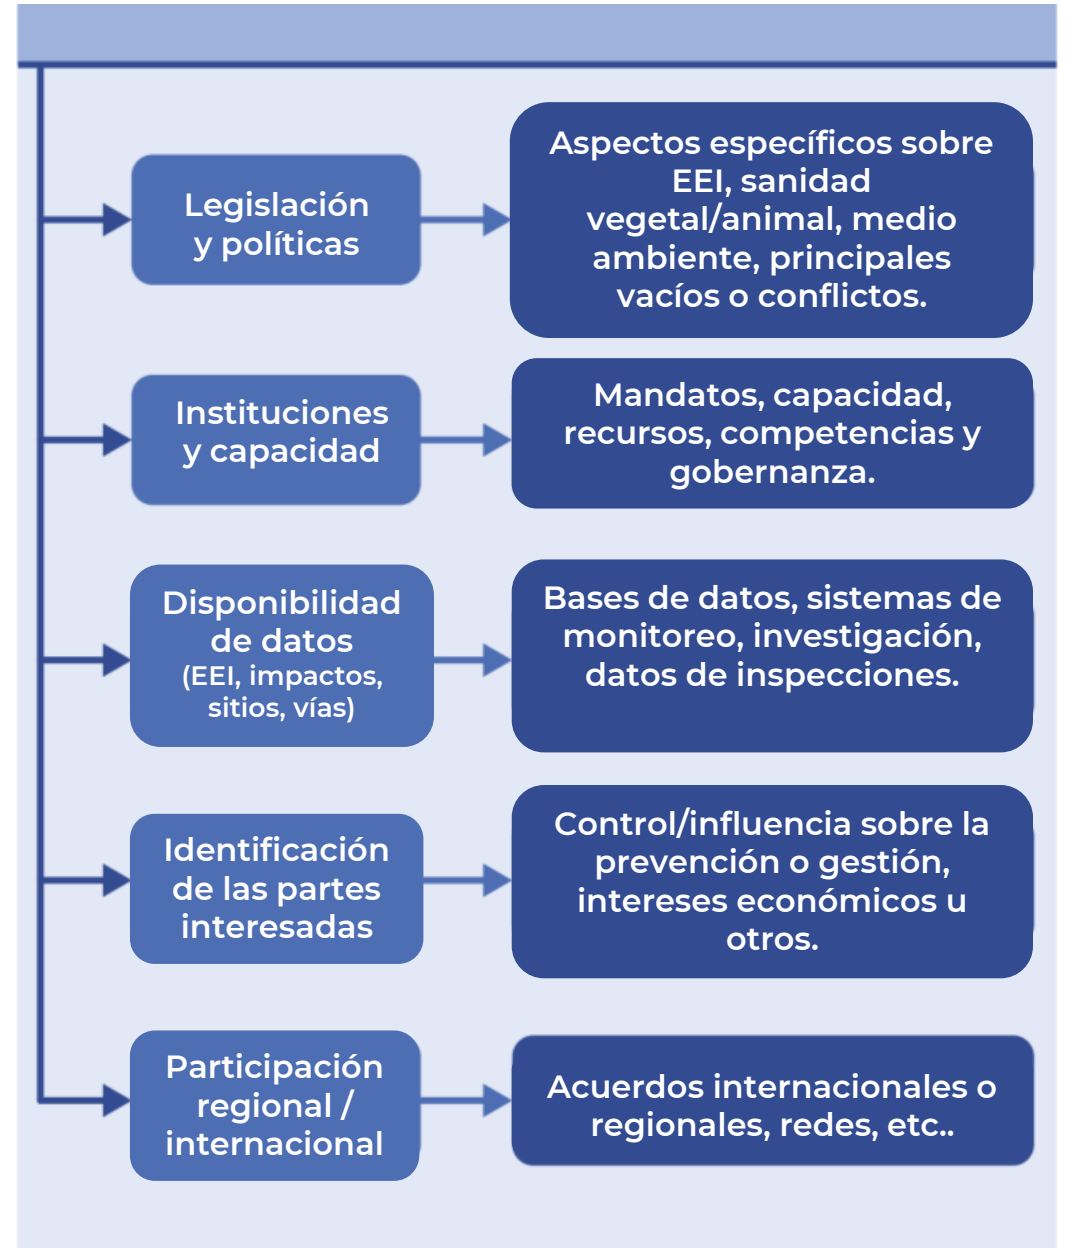 Legislación
y políticas
Aspectos específicos sobre
EEI, sanidad
vegetal/animal, medio
ambiente, principales
vacíos o conflictos.
Instituciones
y capacidad
Mandatos, capacidad,
recursos, competencias y
gobernanza.
Disponibilidad
de datos
(EEI, impactos,
sitios, vías)
Bases de datos, sistemas de
monitoreo, investigación,
datos de inspecciones.
Identificación
de las partes
interesadas
Control/influencia sobre la
prevención o gestión,
intereses económicos u
otros.
Participación
regional /
internacional
Acuerdos internacionales o
regionales, redes, etc..